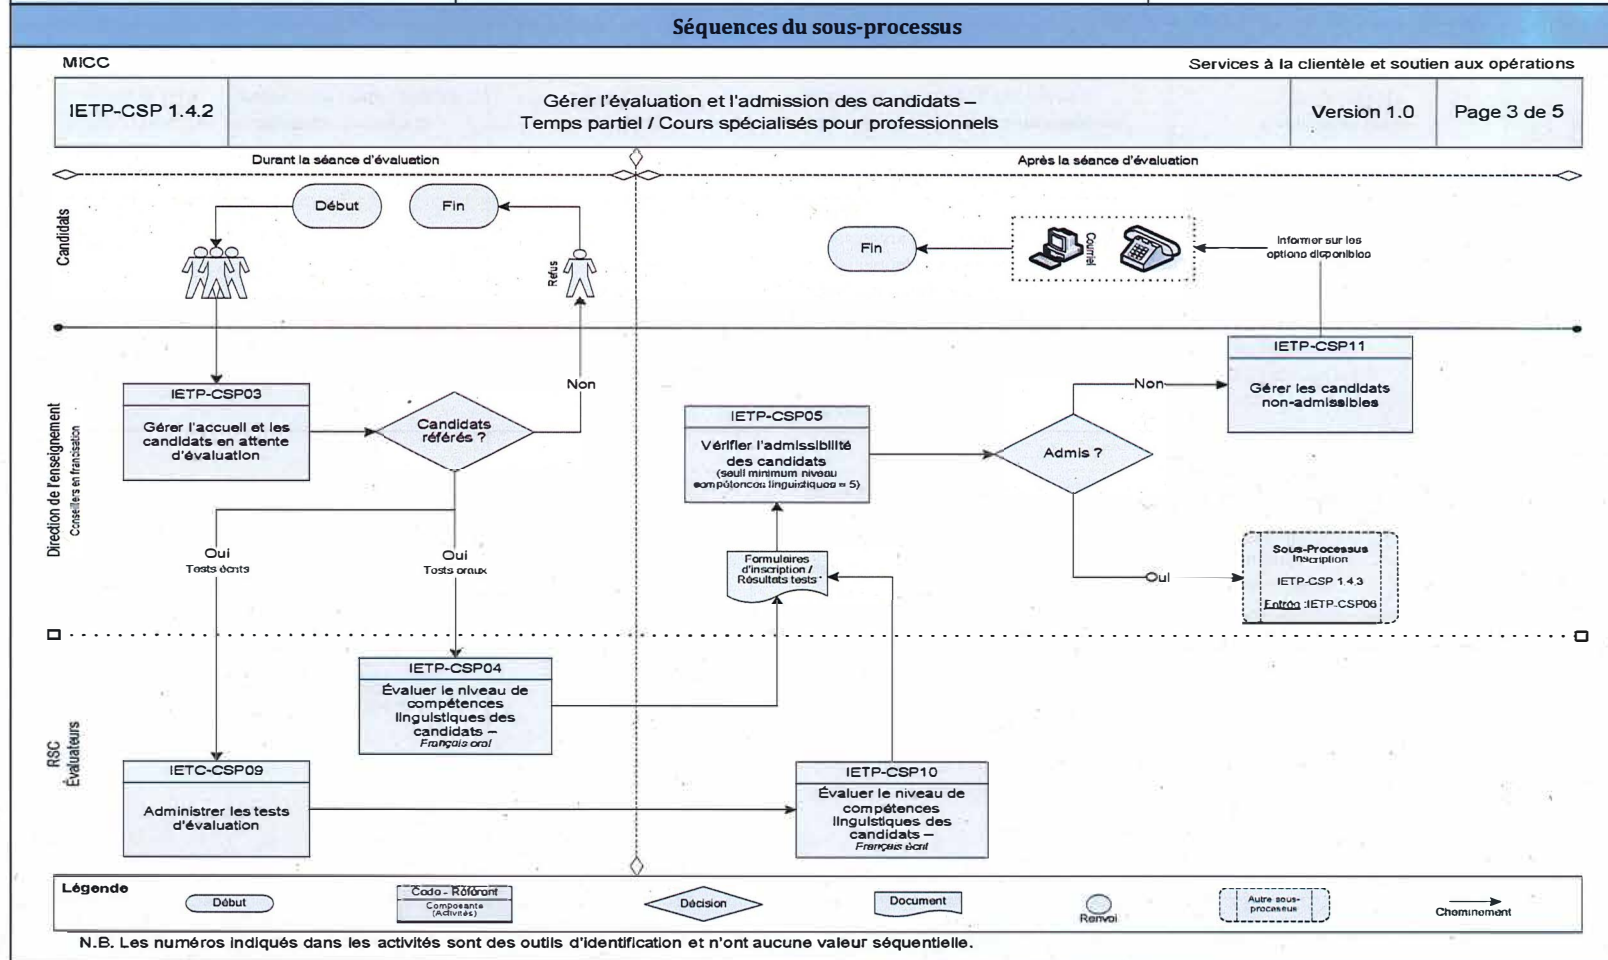 Séquences du sous-processus
MICC
Services à la clientèle et soutien aux opérations
IETP-CSP 1.4.2
Gérer l'évaluation et l'admission des candidats –
Temps partiel / Cours spécialisés pour professionnels
Version 1.0
Page 3 de 5
Durant la séance d'évaluation
Après la séance d'évaluation
Candidats
Début
Fin
Refus
Fin
Courriel
Informer sur les
options disponibles
Direction de l'enseignement
Conseillers en francisation
IETP-CSP03
Gérer l'accueil et les
candidats en attente
d'évaluation
Candidats
référés ?
Non
Oui
Tests écrits
Oui
Tests oraux
IETP-CSP05
Vérifier l'admissibilité
des candidats
(seuil minimum niveau
compétences linguistiques = 5)
Admis ?
Non
IETP-CSP11
Gérer les candidats
non-admissibles
Oui
Sous-Processus
Inscription
IETP-CSP 1.4.3
Entrée :IETP-CSP06
Formulaires
d'inscription /
Résultats tests
RSC
Évaluateurs
IETP-CSP04
Évaluer le niveau de
compétences
linguistiques des
candidats –
Français oral
IETC-CSP09
Administrer les tests
d'évaluation
IETP-CSP10
Évaluer le niveau de
compétences
linguistiques des
candidats –
Français écrit
Légende
Début
Code - Référent
Composante
(Activités)
Décision
Document
Renvoi
Autre sous-
processus
Cheminement
N.B. Les numéros indiqués dans les activités sont des outils d'identification et n'ont aucune valeur séquentielle.